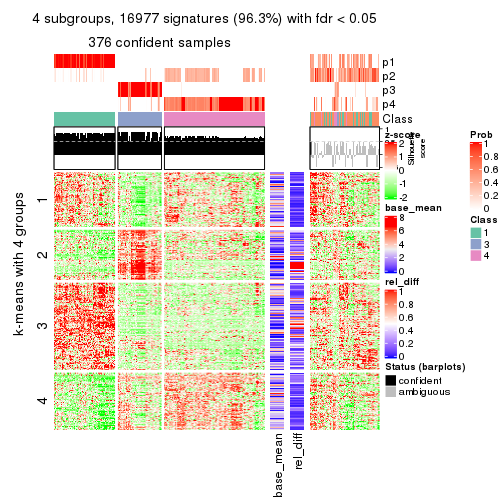 4 subgroups, 16977 signatures (96.3%) with fdr < 0.05
376 confident samples
p1
p2
p3
p4
Class
1
Silhouette
score
k-means with 4 groups
1
2
3
4
base_mean
rel_diff
z-score
2
1
0
-1
-2
base_mean
8
6
4
2
0
rel_diff
1
0.8
0.6
0.4
0.2
0
Status (barplots)
confident
ambiguous
Prob
1
0.8
0.6
0.4
0.2
0
Class
1
3
4